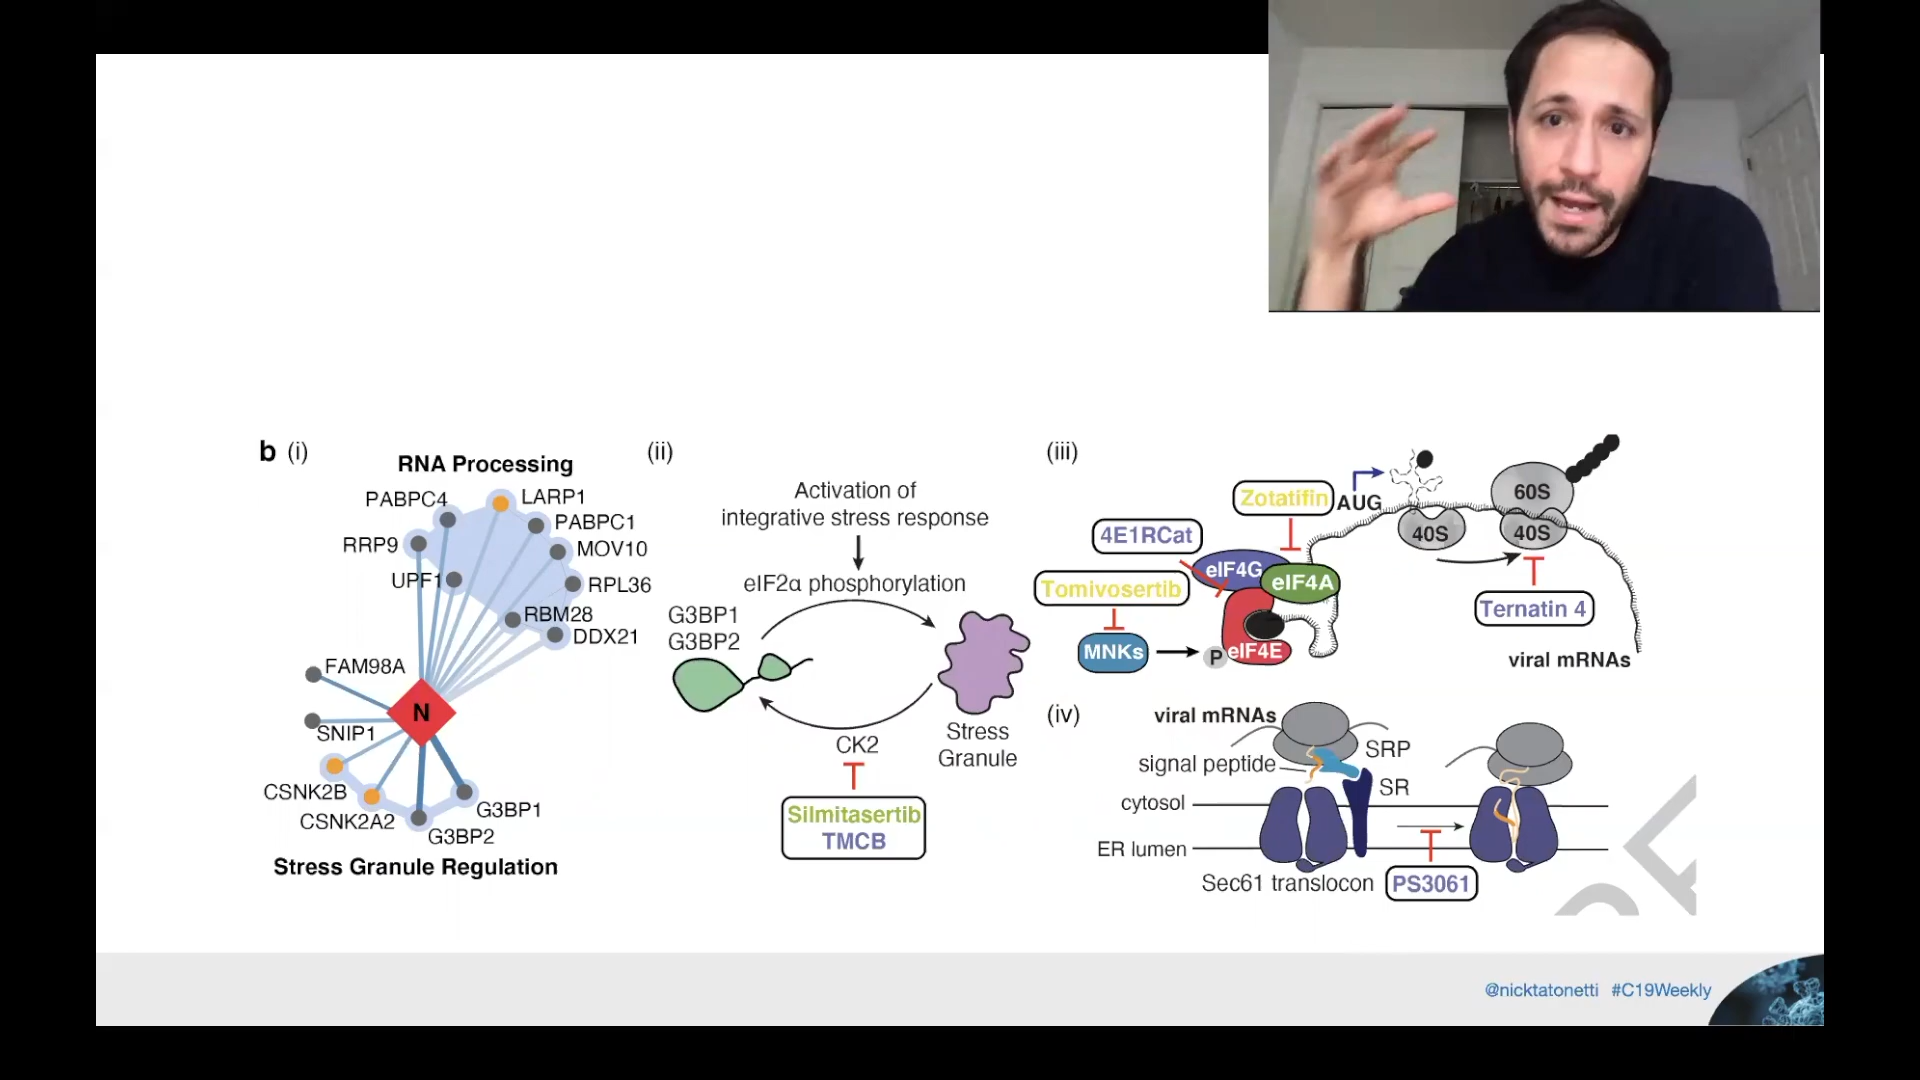 b (i)
RNA Processing
PABPC4
LARP1
PABPC1
RRP9
MOV10
UPF1
RPL36
RBM28
DDX21
FAM98A
N
SNIP1
CSNK2B
CSNK2A2
G3BP1
G3BP2
Stress Granule Regulation
(ii)
Activation of
integrative stress response
eIF2α phosphorylation
G3BP1
G3BP2
Stress
Granule
CK2
Silmitasertib
TMCB
(iii)
Zotatifin
AUG
60S
4E1RCat
40S
40S
eIF4G
eIF4A
Tomivosertib
Ternatin 4
MNKs
P
eIF4E
viral mRNAs
(iv)
viral mRNAs
SRP
signal peptide
SR
cytosol
ER lumen
Sec61 translocon
PS3061
@nicktatonetti #C19Weekly